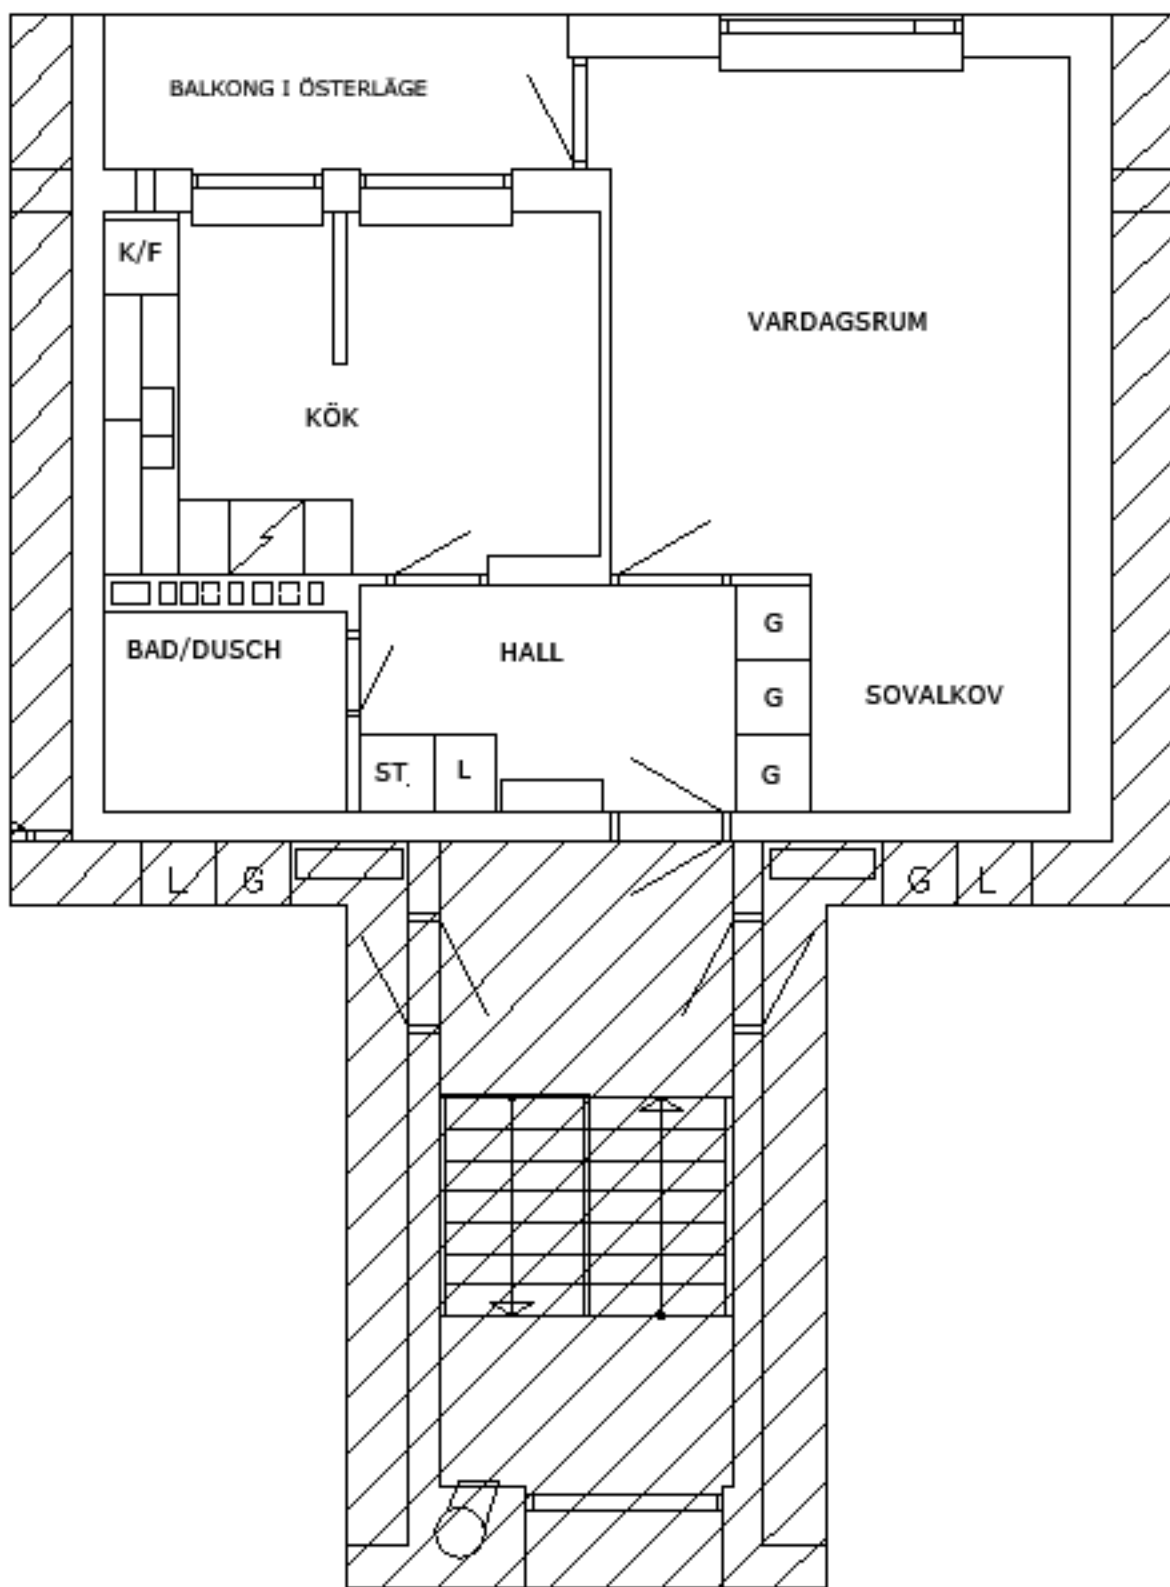 BALKONG I ÖSTERLÄGE
K/F
VARDAGSRUM
KÖK
BAD/DUSCH
HALL
G
G
SOVALKOV
ST.
L
G
L
G
G
L